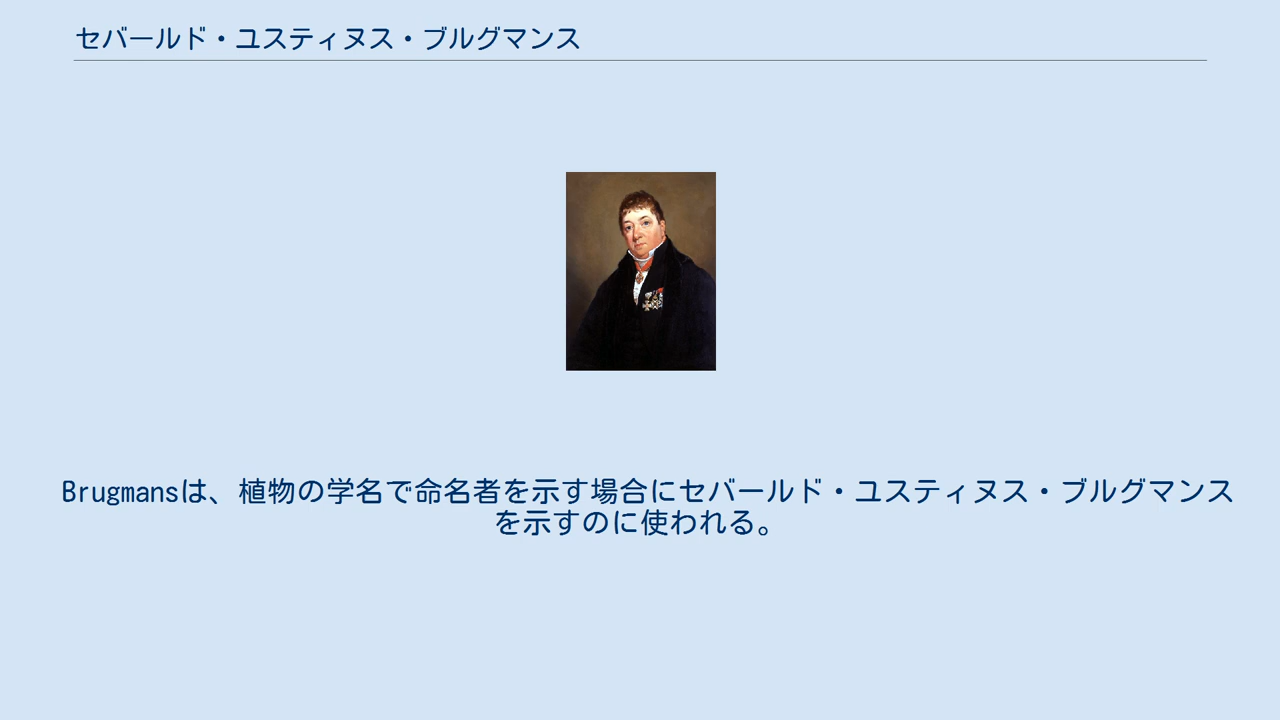 セバールド・ユスティヌス・ブルグマンス
Brugmansは、植物の学名で命名者を示す場合にセバールド・ユスティヌス・ブルグマンス
を示すのに使われる。